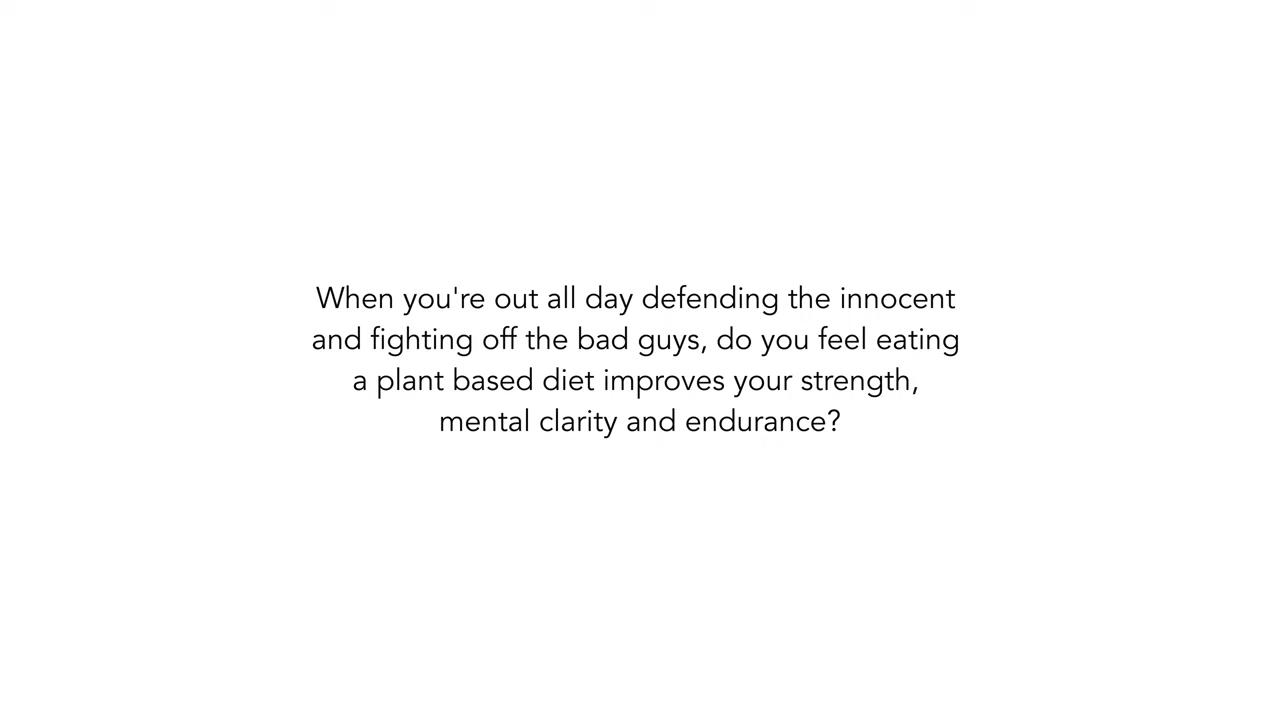 When you're out all day defending the innocent
and fighting off the bad guys, do you feel eating
a plant based diet improves your strength,
mental clarity and endurance?